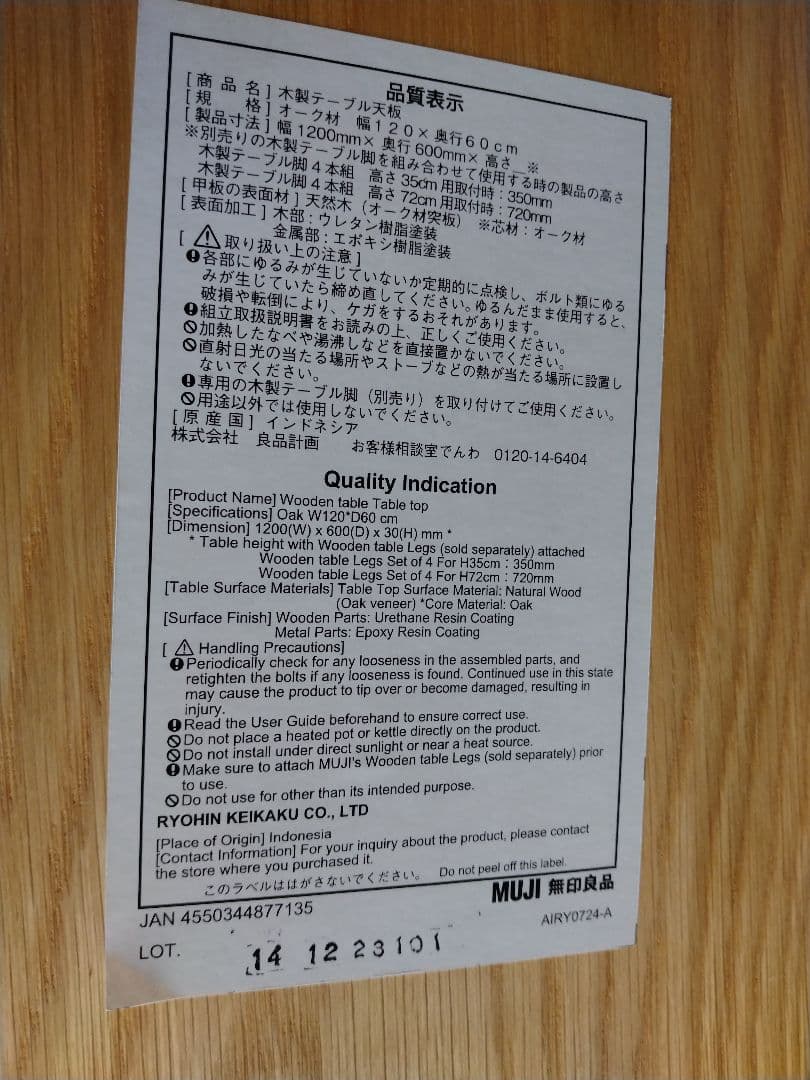 品質表示
[ 商 品 名 ] 木製テーブル天板
[ 規　　格 ] オーク材　幅１２０×奥行６０ｃｍ
[ 製品寸法 ] 幅 1200mm× 奥行 600mm× 高さ ※
※別売りの木製テーブル脚を組み合わせて使用する時の製品の高さ
木製テーブル脚４本組　高さ 35cm 用取付時：350mm
木製テーブル脚４本組　高さ 72cm 用取付時：720mm
[ 甲板の表面材 ] 天然木（オーク材突板）　※芯材：オーク材
[ 表面加工 ] 木部：ウレタン樹脂塗装
金属部：エポキシ樹脂塗装
[ ⚠ 取り扱い上の注意 ]
各部にゆるみが生じていないか定期的に点検し、ボルト類にゆる
みが生じていたら締め直してください。ゆるんだまま使用すると、
破損や転倒により、ケガをするおそれがあります。
組立取扱説明書をお読みの上、正しくご使用ください。
加熱したなべや湯沸しなどを直接置かないでください。
直射日光の当たる場所やストーブなどの熱が当たる場所に設置し
ないでください。
専用の木製テーブル脚（別売り）を取り付けてご使用ください。
用途以外では使用しないでください。
[ 原 産 国 ] インドネシア
株式会社　良品計画　　お客様相談室でんわ　0120-14-6404
Quality Indication
[Product Name] Wooden table Table top
[Specifications] Oak W120*D60 cm
[Dimension] 1200(W) x 600(D) x 30(H) mm *
* Table height with Wooden table Legs (sold separately) attached
Wooden table Legs Set of 4 For H35cm：350mm
Wooden table Legs Set of 4 For H72cm：720mm
[Table Surface Materials] Table Top Surface Material: Natural Wood
(Oak veneer) *Core Material: Oak
[Surface Finish] Wooden Parts: Urethane Resin Coating
Metal Parts: Epoxy Resin Coating
[ ⚠ Handling Precautions]
Periodically check for any looseness in the assembled parts, and
retighten the bolts if any looseness is found. Continued use in this state
may cause the product to tip over or become damaged, resulting in
injury.
Read the User Guide beforehand to ensure correct use.
Do not place a heated pot or kettle directly on the product.
Do not install under direct sunlight or near a heat source.
Make sure to attach MUJI's Wooden table Legs (sold separately) prior
to use.
Do not use for other than its intended purpose.
RYOHIN KEIKAKU CO., LTD
[Place of Origin] Indonesia
[Contact Information] For your inquiry about the product, please contact
the store where you purchased it.
このラベルははがさないでください。　Do not peel off this label.
MUJI 無印良品
JAN 4550344877135
AIRY0724-A
LOT. 14 12 23101